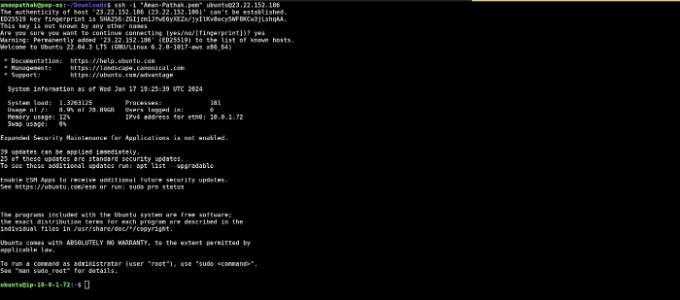 amanpathak@pop-os:~/Downloads$ ssh -i "Aman-Pathak.pem" ubuntu@23.22.152.186
The authenticity of host '23.22.152.186 (23.22.152.186)' can't be established.
ED25519 key fingerprint is
This key is not known by any other names
Are you sure you want to continue connecting (yes/no/[fingerprint])? yes
Warning: Permanently added '23.22.152.186' (ED25519) to the list of known hosts.
Welcome to Ubuntu 22.04.3 LTS (GNU/Linux 6.2.0-1017-aws x86_64)
* Documentation: https://help.ubuntu.com
* Management: https://landscape.canonical.com
* Support: https://ubuntu.com/advantage
System information as of Wed Jan 17 19:25:39 UTC 2024
System load: 1.3203125 Processes: 181
Usage of /: 8.9% of 28.89GB Users logged in: 0
Memory usage: 12% IPv4 address for eth0: 10.0.1.72
Swap usage: 0%
Expanded Security Maintenance for Applications is not enabled.
39 updates can be applied immediately.
25 of these updates are standard security updates.
To see these additional updates run: apt list --upgradable
Enable ESM Apps to receive additional future security updates.
See https://ubuntu.com/esm or run: sudo pro status
The programs included with the Ubuntu system are free software;
the exact distribution terms for each program are described in the
individual files in /usr/share/doc/*/copyright.
Ubuntu comes with ABSOLUTELY NO WARRANTY, to the extent permitted by
applicable law.
To run a command as administrator (user "root"), use "sudo <command>".
See "man sudo_root" for details.
ubuntu@ip-10-0-1-72:~$